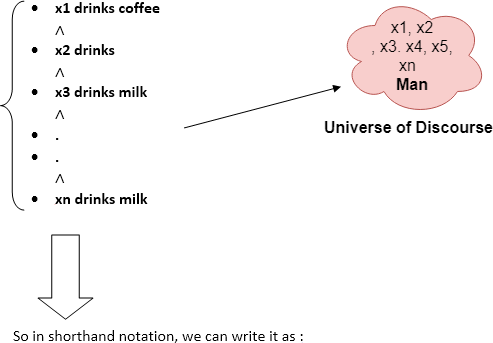 • x1 drinks coffee
∧
• x2 drinks
∧
• x3 drinks milk
∧
• .
• .
∧
• xn drinks milk
x1, x2
, x3. x4, x5,
xn
Man
Universe of Discourse
So in shorthand notation, we can write it as :